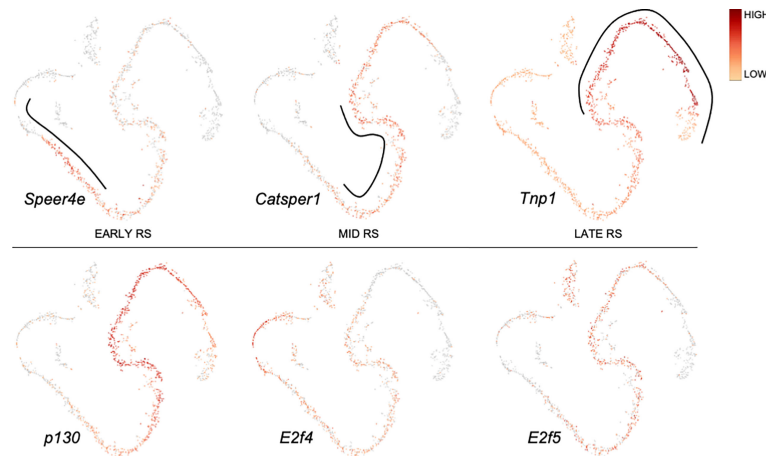 HIGH
LOW
Speer4e
Catsper1
Tnp1
EARLY RS
MID RS
LATE RS
p130
E2f4
E2f5